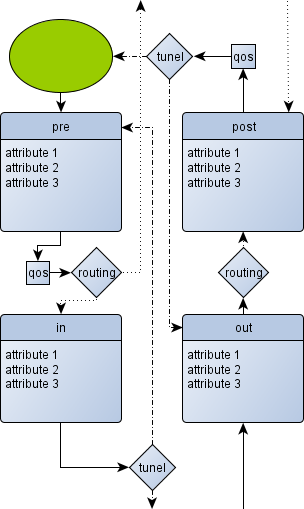 tunel
qos
pre
attribute 1
attribute 2
attribute 3
post
attribute 1
attribute 2
attribute 3
qos
routing
routing
in
attribute 1
attribute 2
attribute 3
out
attribute 1
attribute 2
attribute 3
tunel